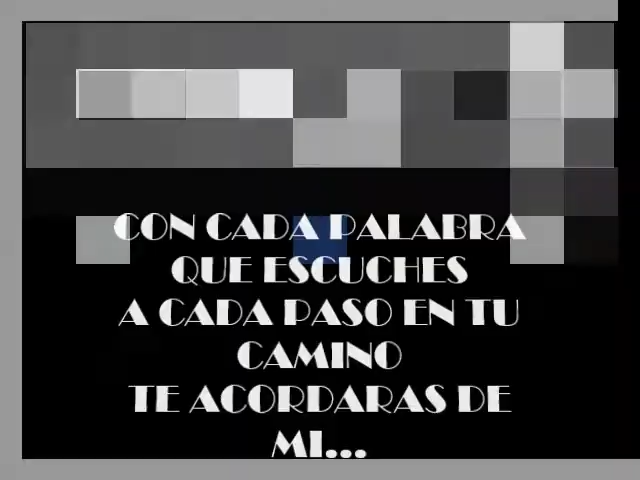 CON CADA PALABRA
QUE ESCUCHES
A CADA PASO EN TU
CAMINO
TE ACORDARAS DE
MI...